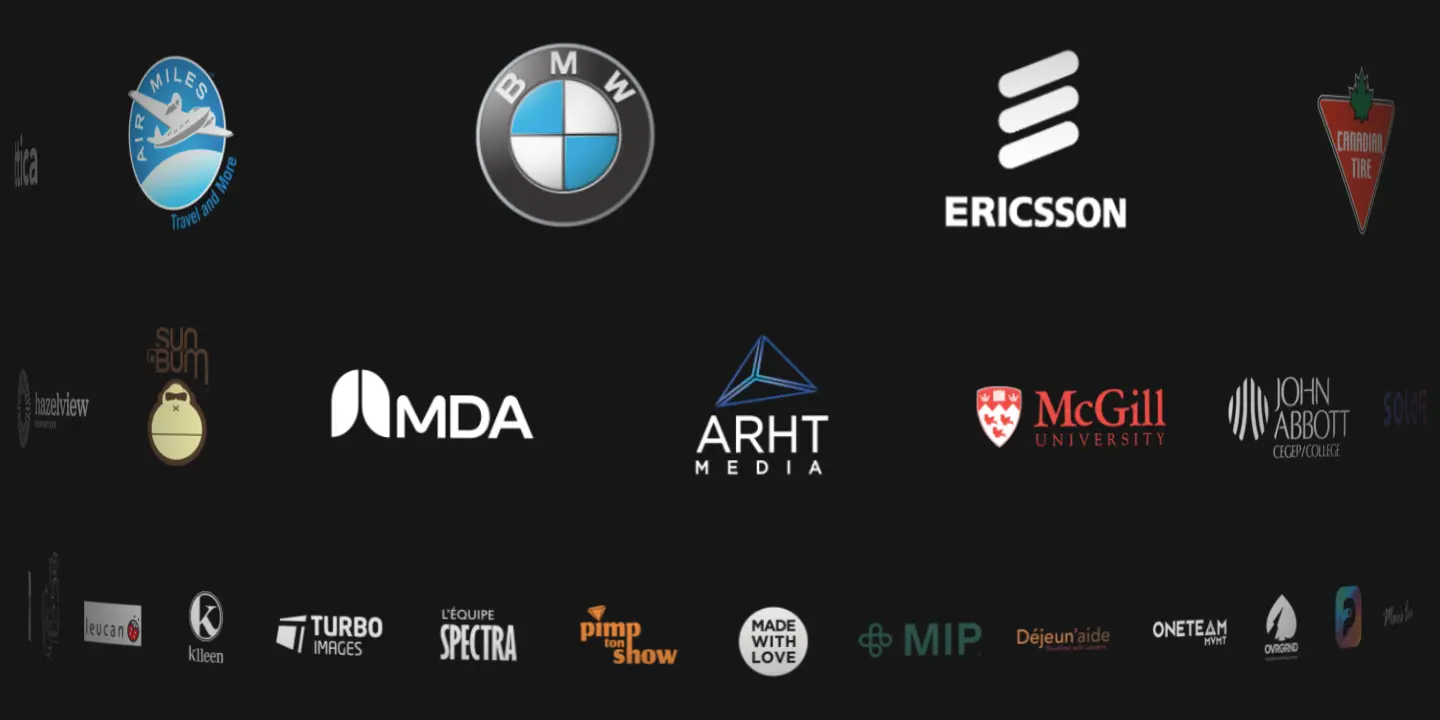 AIR MILES
Travel and More
BMW
ERICSSON
CANADIAN
TIRE
hazelview
SUN
BUM
MDA
ARHT
MEDIA
McGill
UNIVERSITY
JOHN
ABBOTT
CEGEP/COLLEGE
leucan
k
klleen
TURBO
IMAGES
L'ÉQUIPE
SPECTRA
pimp
ton
show
MADE
WITH
LOVE
MIP
Déjeun'aide
ONETEAM
MVMT
OVRGRND